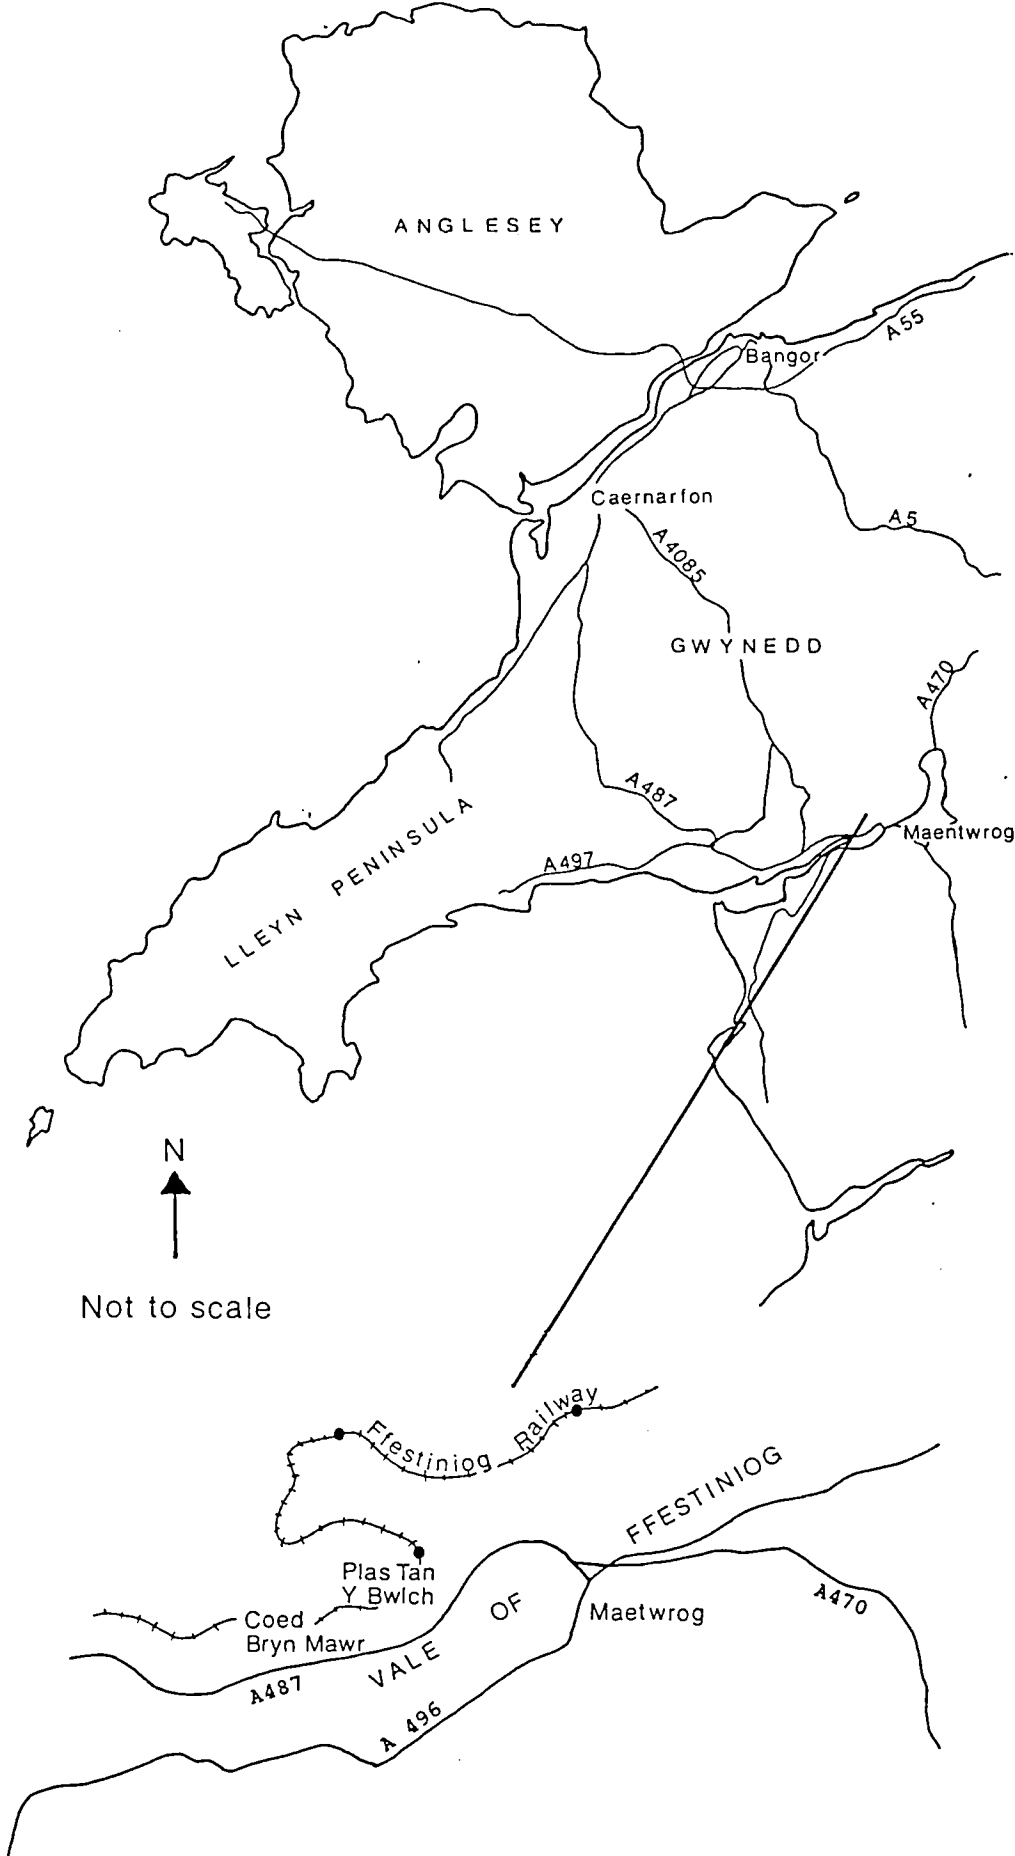 ANGLESEY
A55
Bangor
Caernarfon
A5
A4085
GWYNEDD
A470
A487
LLEYN PENINSULA
A497
Maentwrog
N
Not to scale
Ffestiniog Railway
Plas Tan
Y Bwlch
Coed
Bryn Mawr
VALE OF FFESTINIOG
Maetwrog
A470
A487
A 496